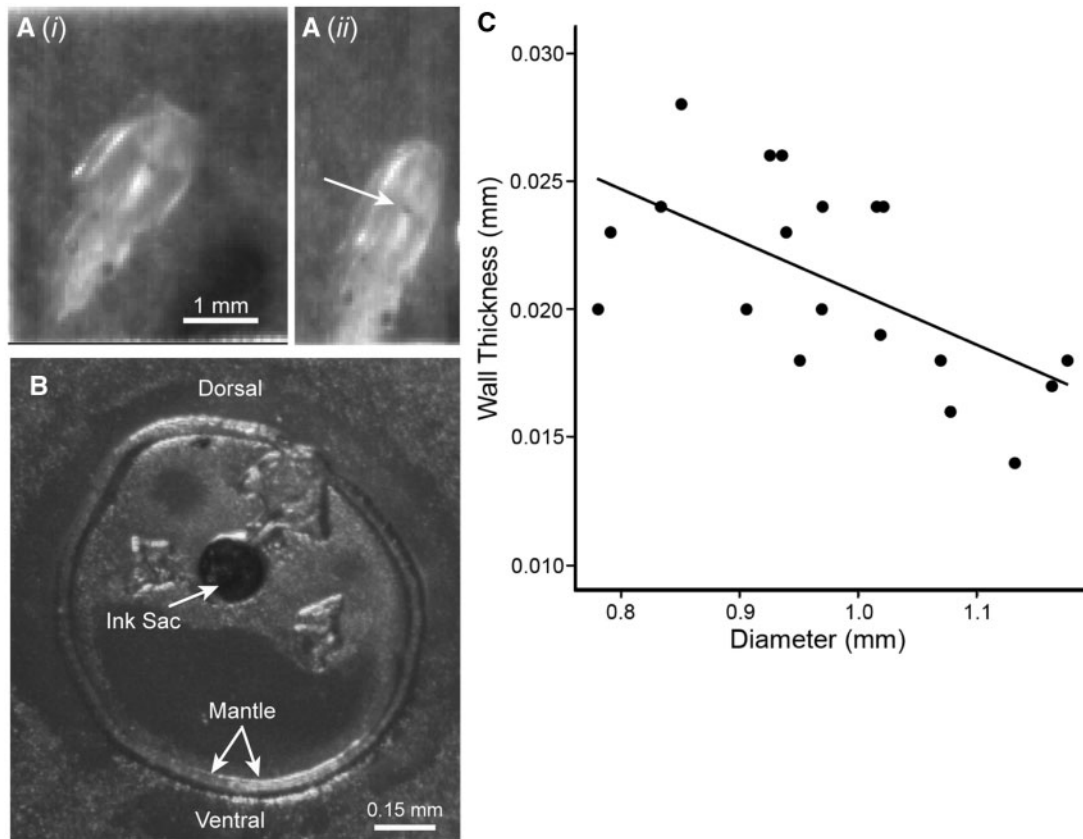 A (i)
A (ii)
1 mm
B
Dorsal
Ink Sac
Mantle
Ventral
0.15 mm
C
0.030
0.025
0.020
0.015
0.010
Wall Thickness (mm)
0.8 0.9 1.0 1.1
Diameter (mm)